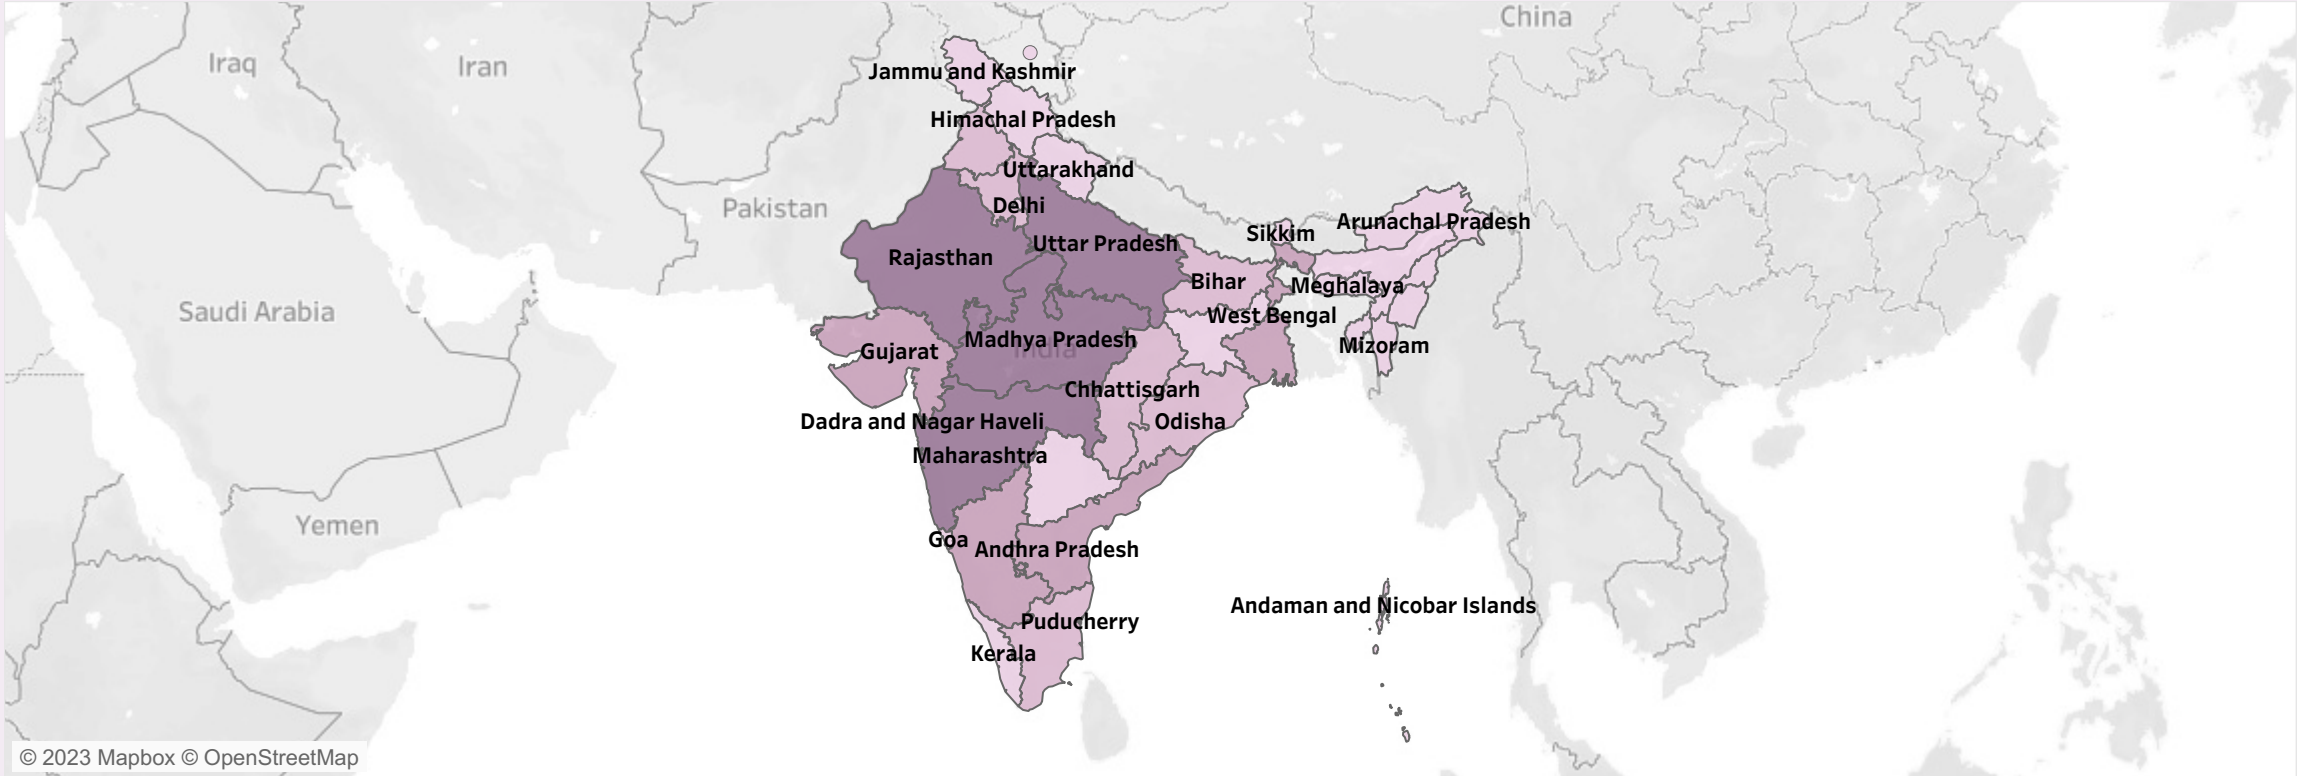 China
Iraq
Iran
Jammu and Kashmir
Himachal Pradesh
Uttarakhand
Pakistan
Delhi
Arunachal Pradesh
Sikkim
Uttar Pradesh
Rajasthan
Bihar
Meghalaya
Saudi Arabia
West Bengal
Madhya Pradesh
India
Mizoram
Gujarat
Chhattisgarh
Dadra and Nagar Haveli
Odisha
Maharashtra
Yemen
Goa
Andhra Pradesh
Andaman and Nicobar Islands
Puducherry
Kerala
© 2023 Mapbox © OpenStreetMap